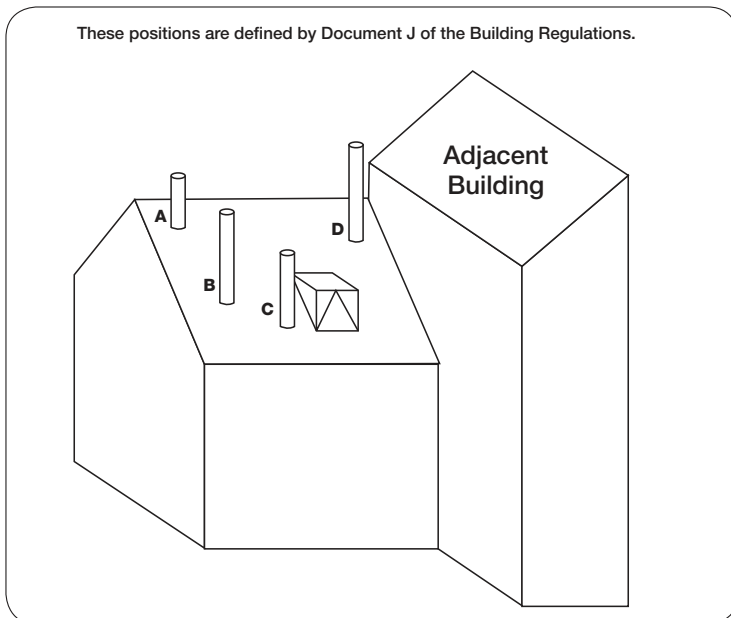 These positions are defined by Document J of the Building Regulations.
Adjacent
Building
A
D
B
C